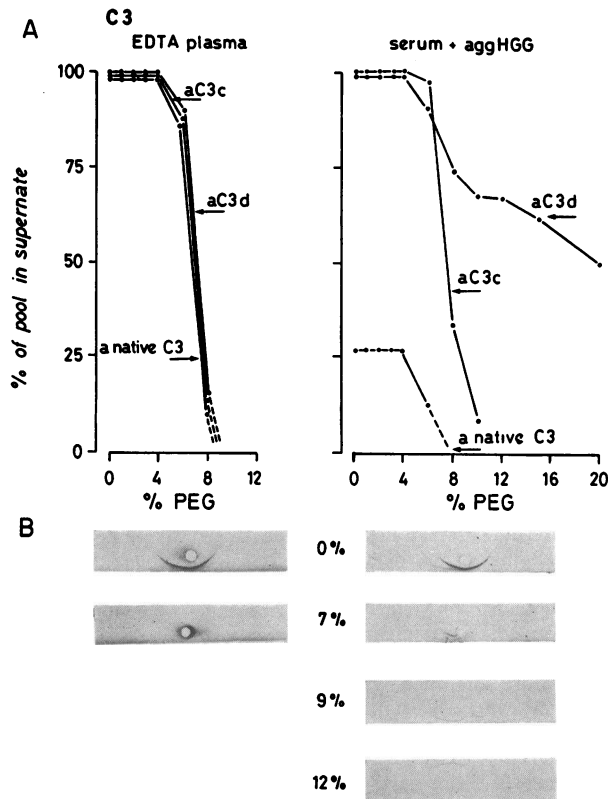 A
C3
EDTA plasma
serum + aggHGG
% of pool in supernate
100
75
50
25
0
aC3c
aC3d
a native C3
0 4 8 12
% PEG
aC3d
aC3c
a native C3
0 4 8 12 16 20
% PEG
B
0%
7%
9%
12%